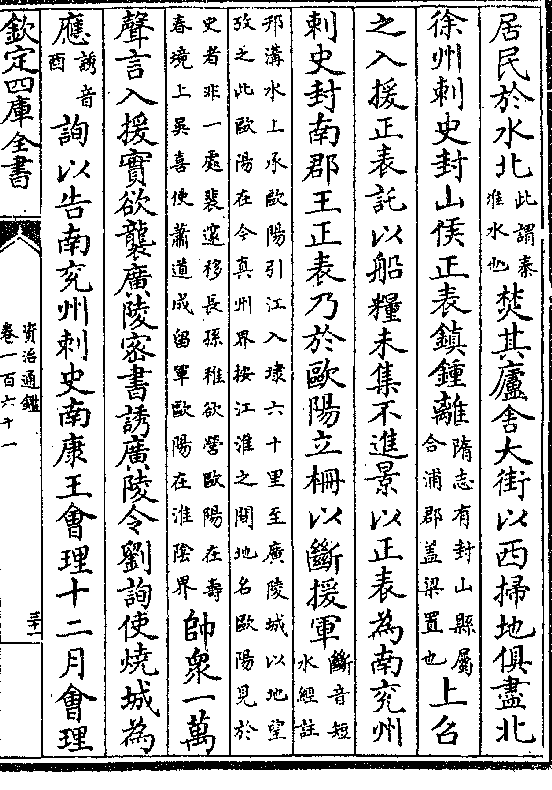 居民於水北此謂秦淮水也焚其廬舍大街以西掃地俱盡北
徐州刺史封山侯正表鎮鍾離隋志有封山縣屬合浦郡盖梁置也上召
之入援正表託以船糧未集不進景以正表為南兖州
刺史封南郡王正表乃於歐陽立柵以斷援軍斷音短水經註
邗溝水上承歐陽引江入埭六十里至廣陵城以地望
攷之此歐陽在今真州界按江淮之間地名歐陽見於
史者非一處裴邃移長孫稚欲營歐陽在壽
春境上吳喜使蕭道成留軍歐陽在淮隂界帥衆一萬
聲言入援實欲襲廣陵宻書誘廣陵令劉詢使燒城為
應誘音酉詢以告南兖州刺史南康王會理十二月會理
欽定四庫全書
資治通鑑
卷一百六十一